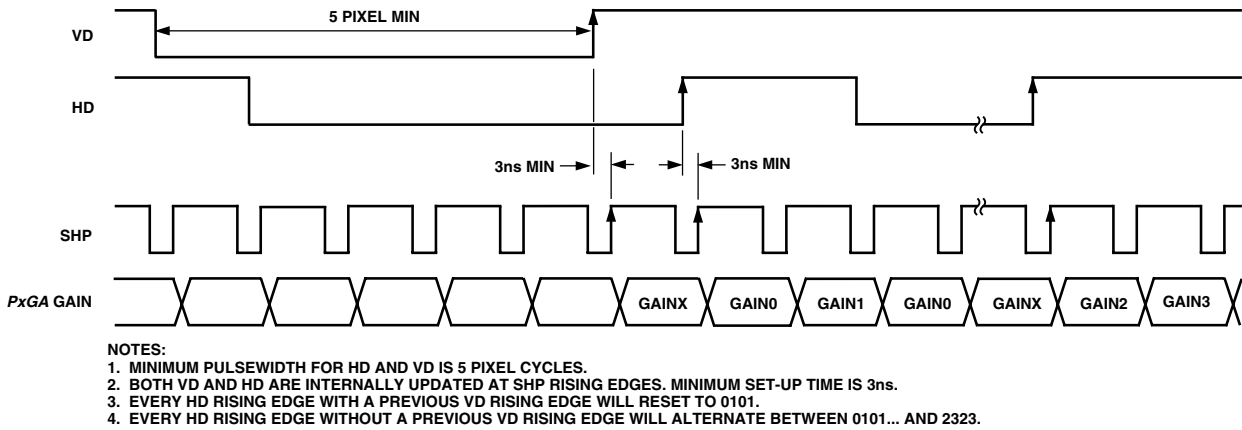 5 PIXEL MIN
VD
HD
3ns MIN
3ns MIN
SHP
PxGA GAIN
GAINX
GAIN0
GAIN1
GAIN0
GAINX
GAIN2
GAIN3
NOTES:
1. MINIMUM PULSEWIDTH FOR HD AND VD IS 5 PIXEL CYCLES.
2. BOTH VD AND HD ARE INTERNALLY UPDATED AT SHP RISING EDGES. MINIMUM SET-UP TIME IS 3ns.
3. EVERY HD RISING EDGE WITH A PREVIOUS VD RISING EDGE WILL RESET TO 0101.
4. EVERY HD RISING EDGE WITHOUT A PREVIOUS VD RISING EDGE WILL ALTERNATE BETWEEN 0101... AND 2323.